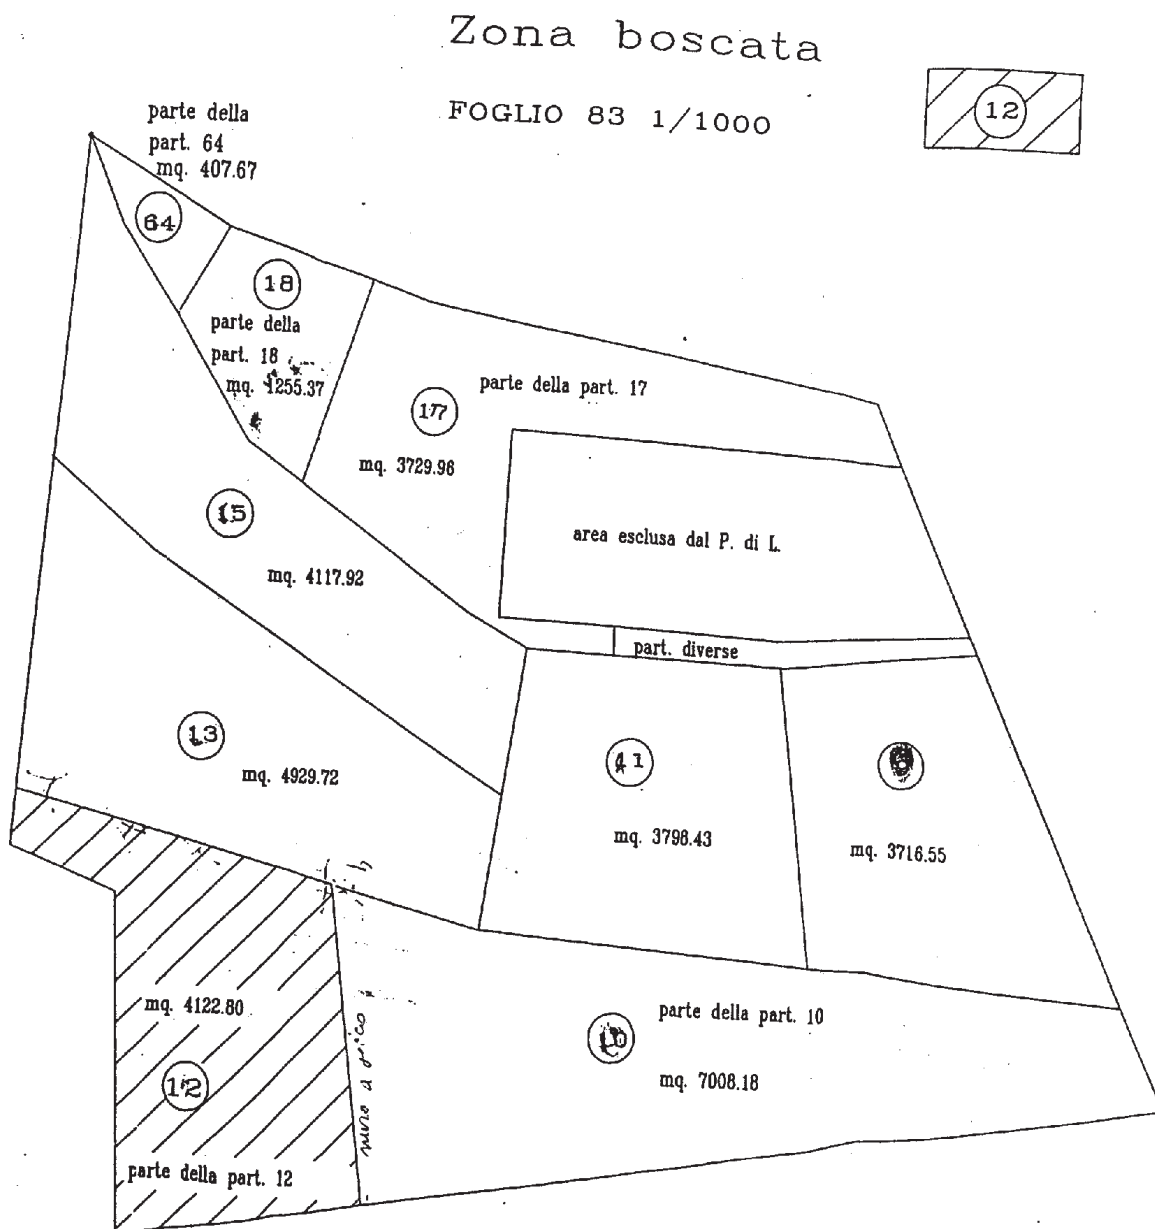 Zona boscata
FOGLIO 83 1/1000
12
parte della
part. 64
mq. 407.67
64
18
parte della
part. 18
mq. 1255.37
parte della part. 17
17
mq. 3729.96
area esclusa dal P. di L.
15
mq. 4117.92
part. diverse
13
mq. 4929.72
41
mq. 3798.43
mq. 3716.55
mq. 4122.80
12
parte della part. 12
muro a secco
parte della part. 10
10
mq. 7008.18